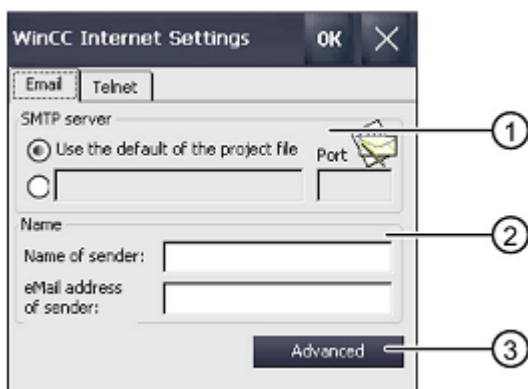 WinCC Internet Settings OK
Email Telnet
SMTP server
1
Use the default of the project file Port
Name
2
Name of sender:
eMail address
of sender:
Advanced
3